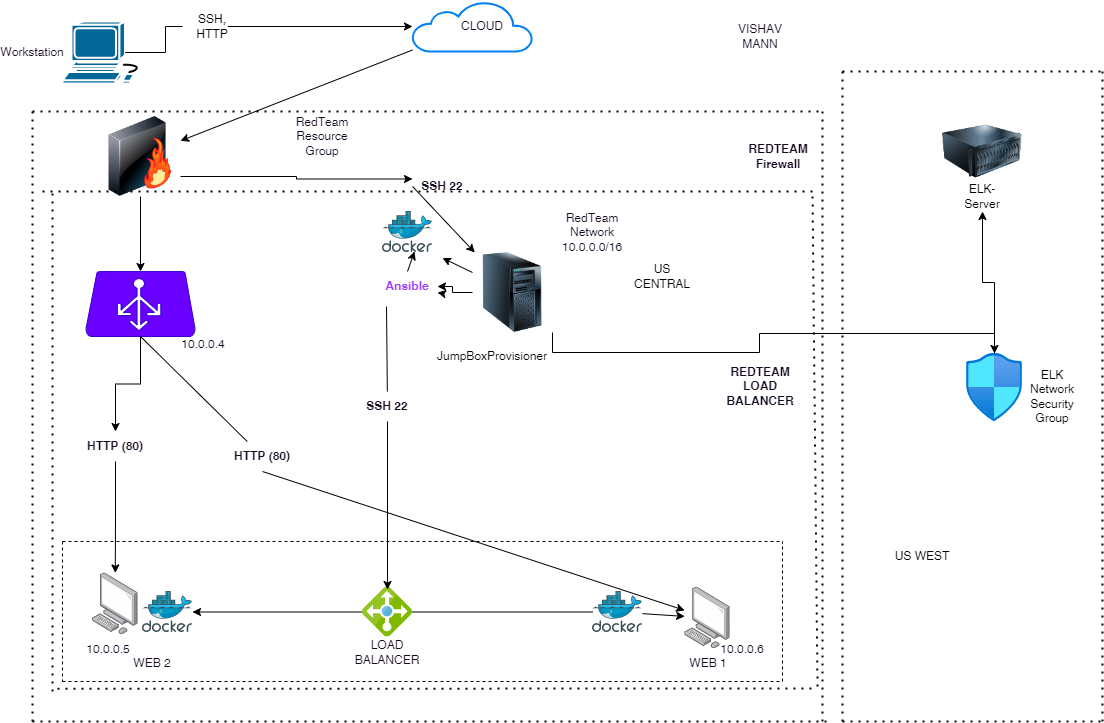 SSH,
HTTP
CLOUD
VISHAV
MANN
Workstation
RedTeam
Resource
Group
REDTEAM
Firewall
ELK-
Server
SSH 22
docker
RedTeam
Network
10.0.0.0/16
US
CENTRAL
Ansible
10.0.0.4
JumpBoxProvisioner
REDTEAM
LOAD
BALANCER
ELK
Network
Security
Group
SSH 22
HTTP (80)
HTTP (80)
US WEST
docker
docker
10.0.0.5
WEB 2
LOAD
BALANCER
10.0.0.6
WEB 1